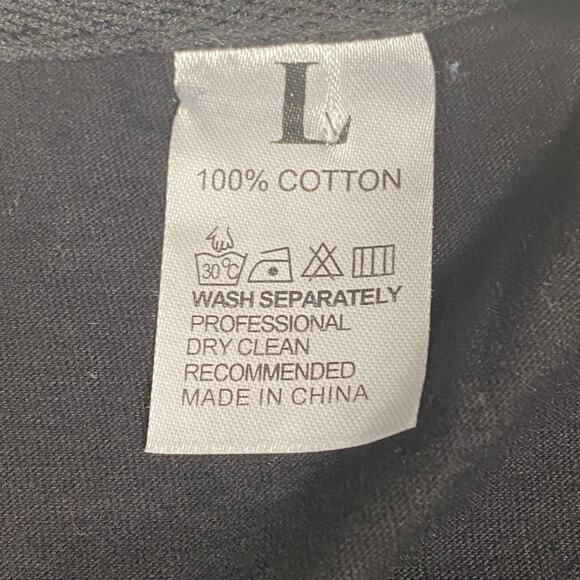 L
100% COTTON
30°C
WASH SEPARATELY
PROFESSIONAL
DRY CLEAN
RECOMMENDED
MADE IN CHINA